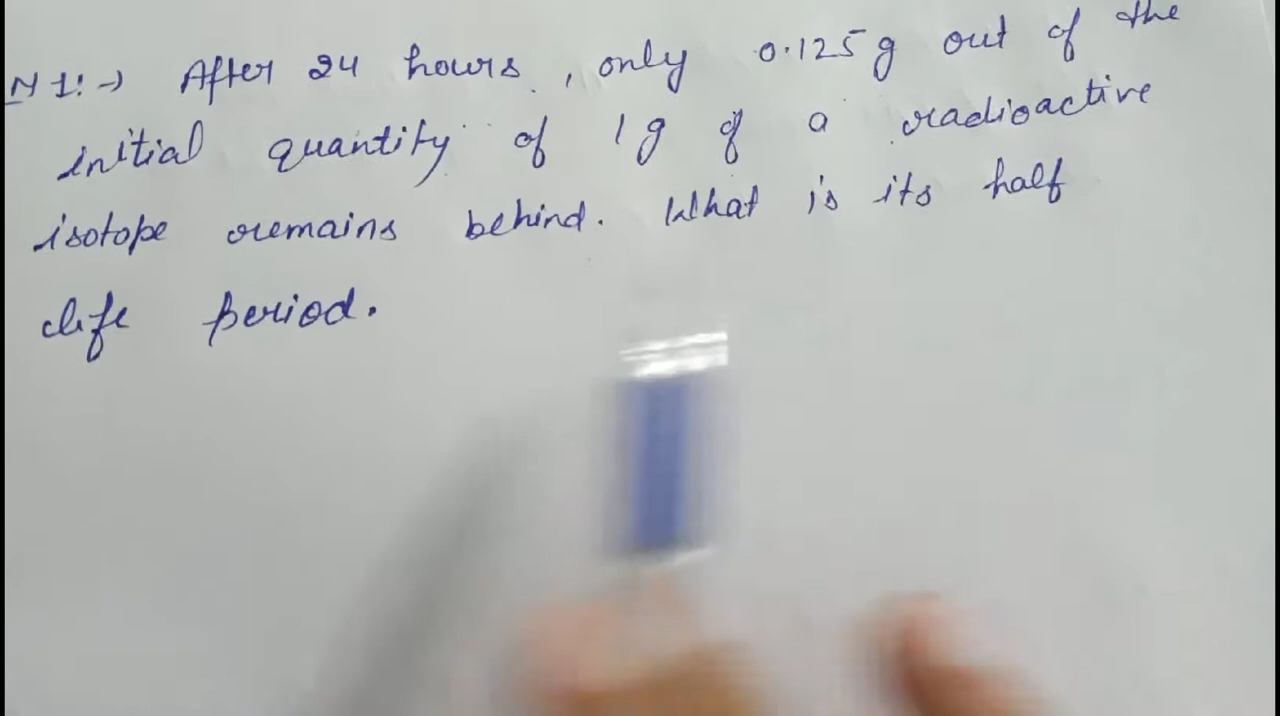 N 1:→ After 24 hours, only 0.125g out of the
initial quantity of 1g of a radioactive
isotope remains behind. What is its half
life period.